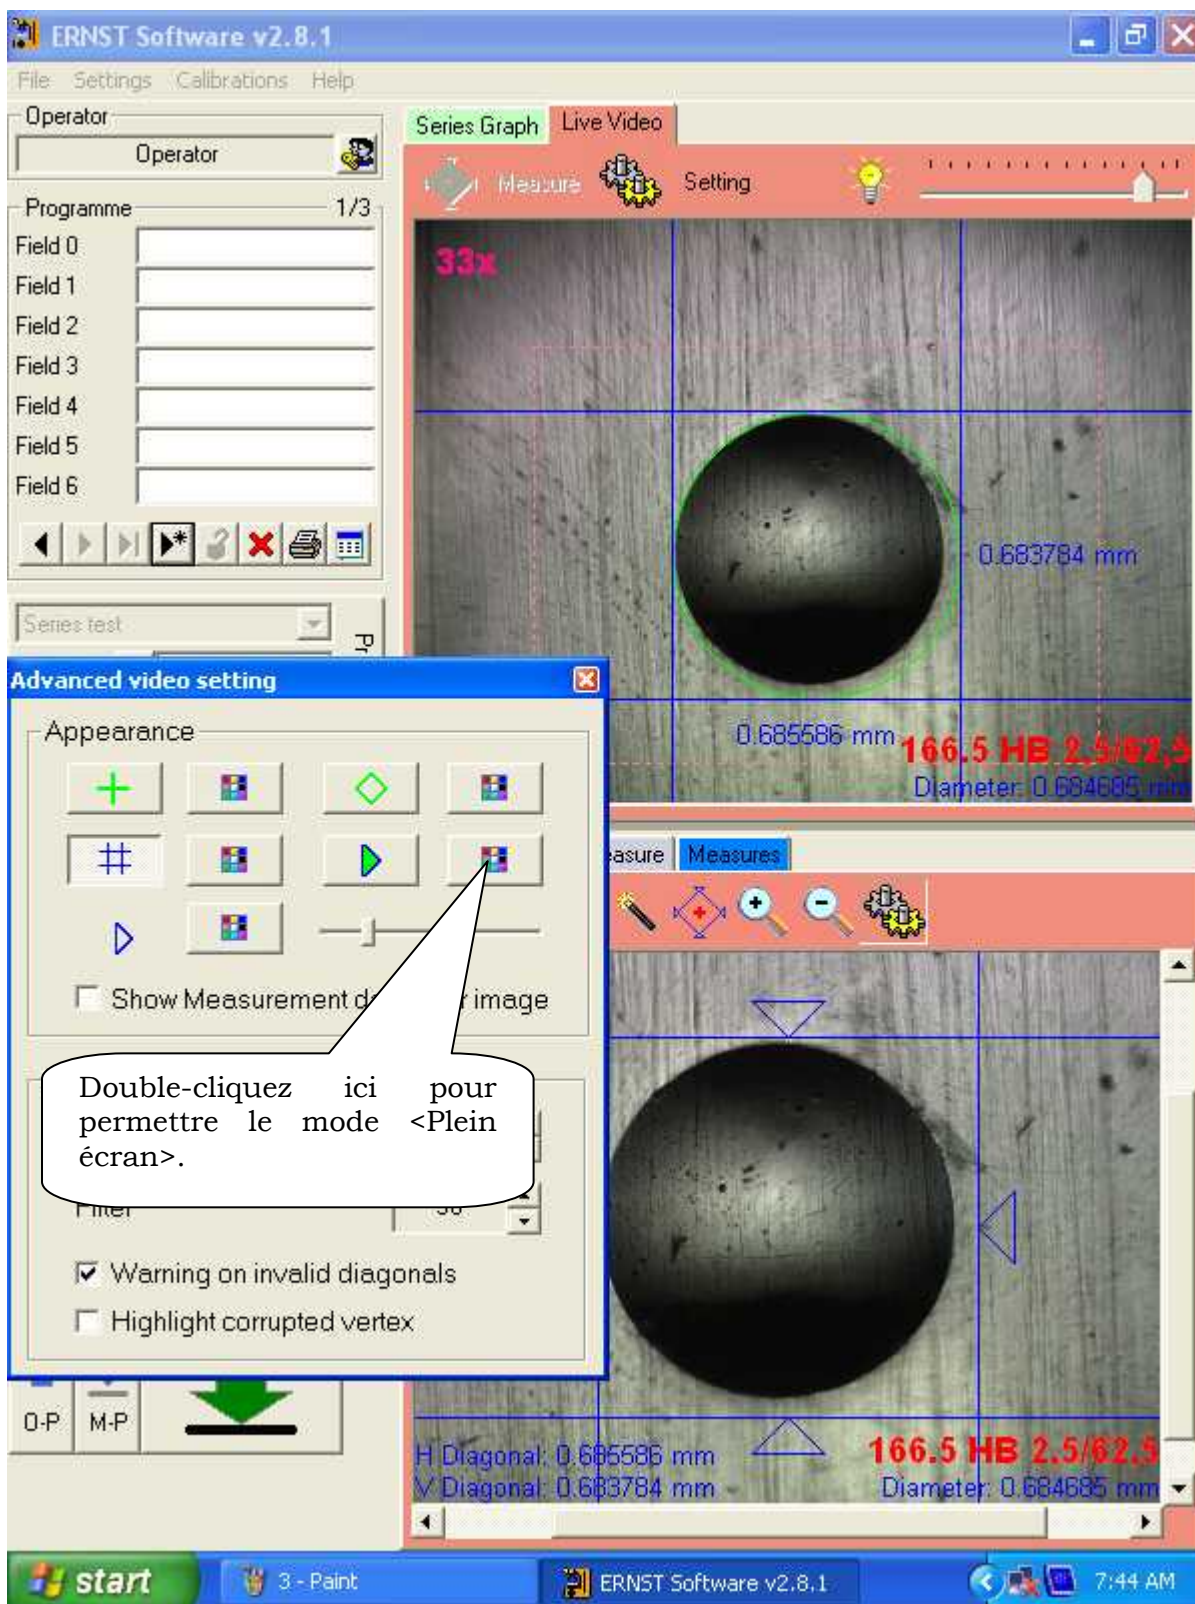 ERNST Software v2.8.1
File Settings Calibrations Help
Operator
Operator
Programme 1/3
Field 0
Field 1
Field 2
Field 3
Field 4
Field 5
Field 6
Series test
Series Graph Live Video
Measure Setting
33x
0.683784 mm
0.685586 mm
166.5 HB 2,5/62,5
Diameter: 0.684685 mm
Advanced video setting
Appearance
Show Measurement image
Double-cliquez ici pour
permettre le mode <Plein
écran>.
Filter
Warning on invalid diagonals
Highlight corrupted vertex
O-P M-P
Measures
H Diagonal: 0.685586 mm
V Diagonal: 0.683784 mm
166.5 HB 2.5/62,5
Diameter: 0.684685 mm
start 3 - Paint ERNST Software v2.8.1 7:44 AM